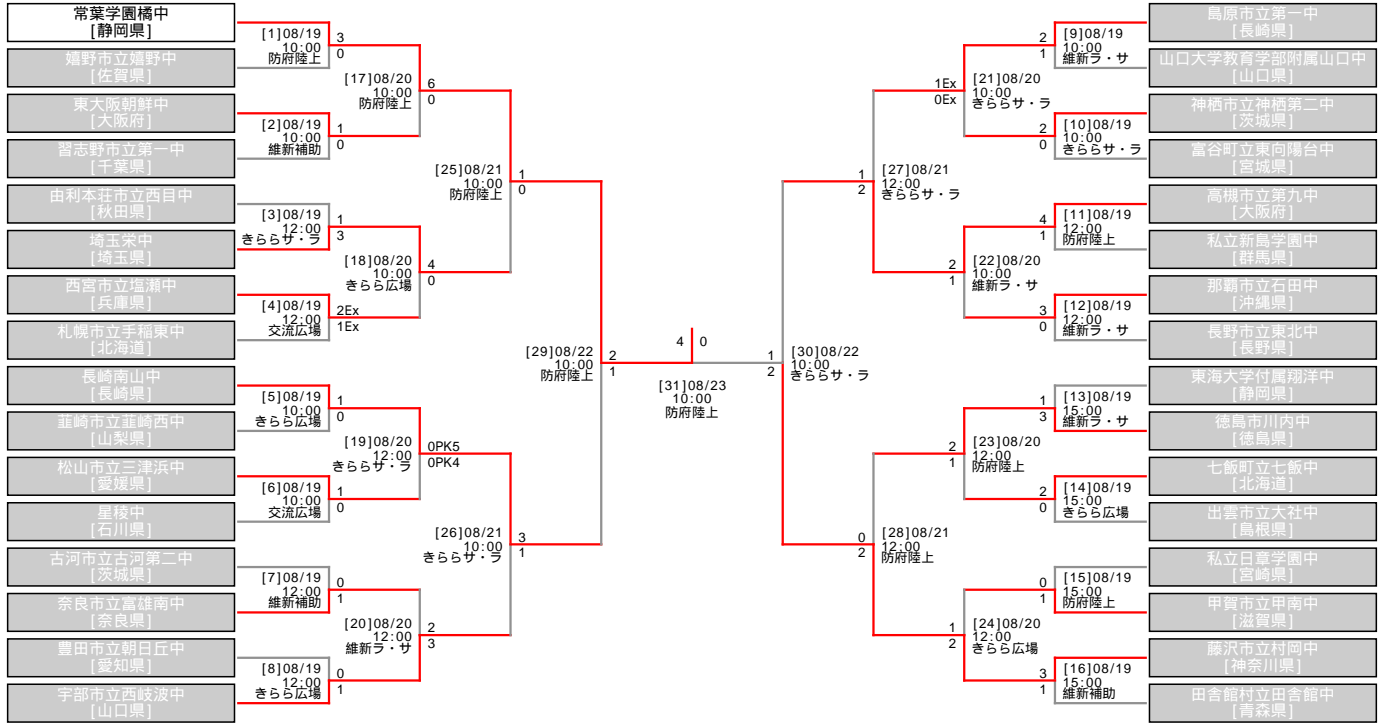 常葉学園橘中
[静岡県]
嬉野市立嬉野中
[佐賀県]
東大阪朝鮮中
[大阪府]
習志野市立第一中
[千葉県]
由利本荘市立西目中
[秋田県]
埼玉栄中
[埼玉県]
西宮市立塩瀬中
[兵庫県]
札幌市立手稲東中
[北海道]
長崎南山中
[長崎県]
韮崎市立韮崎西中
[山梨県]
松山市立三津浜中
[愛媛県]
星稜中
[石川県]
古河市立古河第二中
[茨城県]
奈良市立富雄南中
[奈良県]
豊田市立朝日丘中
[愛知県]
宇部市立西岐波中
[山口県]
[1]08/19
10:00
防府陸上
3
0
[2]08/19
10:00
維新補助
1
0
[3]08/19
12:00
きららサ・ラ
1
3
[4]08/19
12:00
交流広場
2Ex
1Ex
[5]08/19
10:00
きらら広場
1
0
[6]08/19
10:00
交流広場
1
0
[7]08/19
12:00
維新補助
0
1
[8]08/19
12:00
きらら広場
0
1
[17]08/20
10:00
防府陸上
6
0
[18]08/20
10:00
きらら広場
4
0
[19]08/20
12:00
きららサ・ラ
0PK5
0PK4
[20]08/20
12:00
維新ラ・サ
2
3
[25]08/21
10:00
防府陸上
1
0
[26]08/21
10:00
きららサ・ラ
3
1
[29]08/22
10:00
防府陸上
2
1
4 0
[31]08/23
10:00
防府陸上
1
2
[30]08/22
10:00
きららサ・ラ
1
2
[27]08/21
12:00
きららサ・ラ
0
2
[28]08/21
12:00
防府陸上
1Ex
0Ex
[21]08/20
10:00
きららサ・ラ
2
1
[22]08/20
10:00
維新ラ・サ
2
1
[23]08/20
12:00
防府陸上
1
2
[24]08/20
12:00
きらら広場
2
1
[9]08/19
10:00
維新ラ・サ
2
0
[10]08/19
10:00
きららサ・ラ
4
1
[11]08/19
12:00
防府陸上
3
0
[12]08/19
12:00
維新ラ・サ
1
3
[13]08/19
15:00
維新ラ・サ
2
0
[14]08/19
15:00
きらら広場
0
1
[15]08/19
15:00
防府陸上
3
1
[16]08/19
15:00
維新補助
島原市立第一中
[長崎県]
山口大学教育学部附属山口中
[山口県]
神栖市立神栖第二中
[茨城県]
富谷町立東向陽台中
[宮城県]
高槻市立第九中
[大阪府]
私立新島学園中
[群馬県]
那覇市立石田中
[沖縄県]
長野市立東北中
[長野県]
東海大学付属翔洋中
[静岡県]
徳島市川内中
[徳島県]
七飯町立七飯中
[北海道]
出雲市立大社中
[島根県]
私立日章学園中
[宮崎県]
甲賀市立甲南中
[滋賀県]
藤沢市立村岡中
[神奈川県]
田舎館村立田舎館中
[青森県]